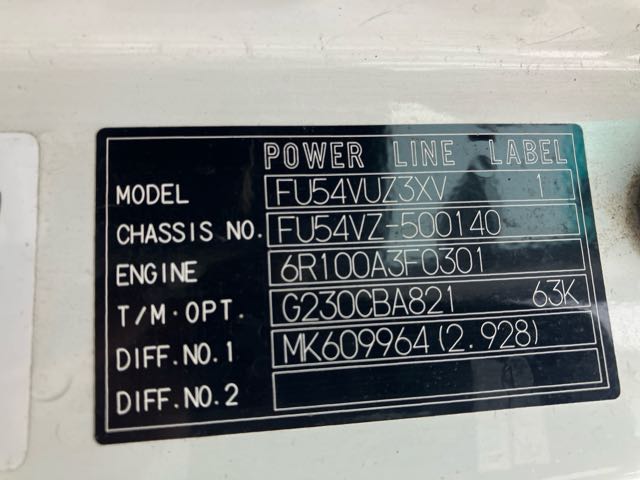 POWER LINE LABEL
MODEL FU54VUZ3XV 1
CHASSIS NO. FU54VZ-500140
ENGINE 6R100A3F0301
T/M·OPT. G230CBA821 63K
DIFF.NO.1 MK609964(2.928)
DIFF.NO.2